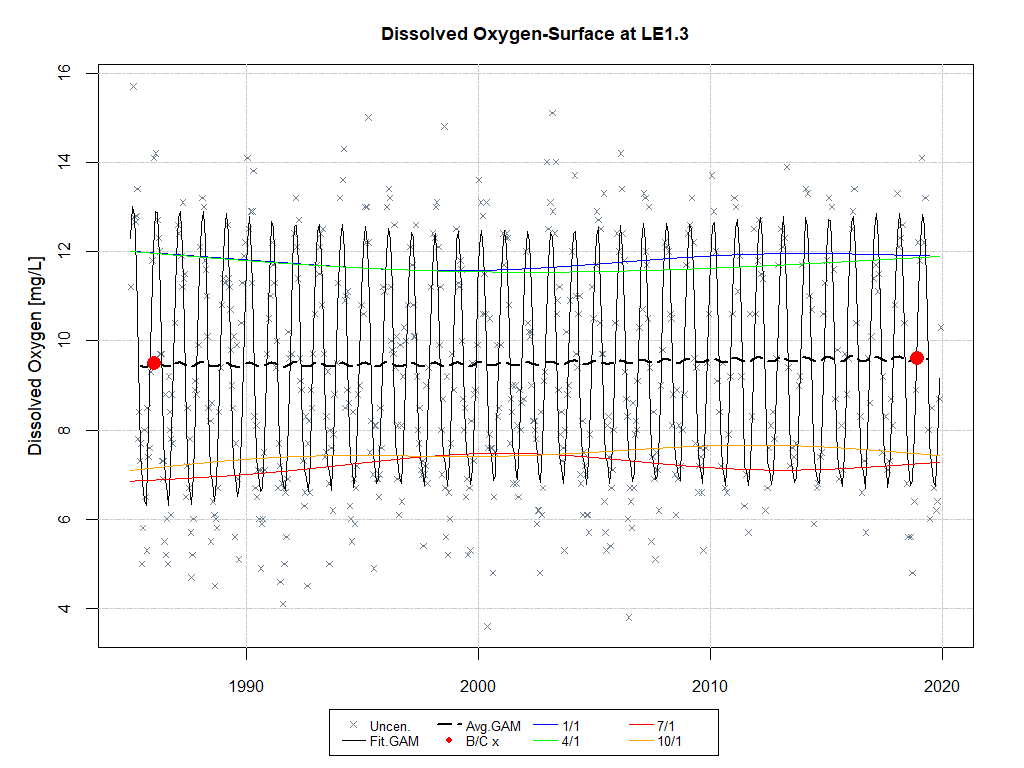 Dissolved Oxygen-Surface at LE1.3
Dissolved Oxygen [mg/L]
16
14
12
10
8
6
4
1990 2000 2010 2020
Uncen. Avg.GAM 1/1 7/1
Fit.GAM B/C x 4/1 10/1